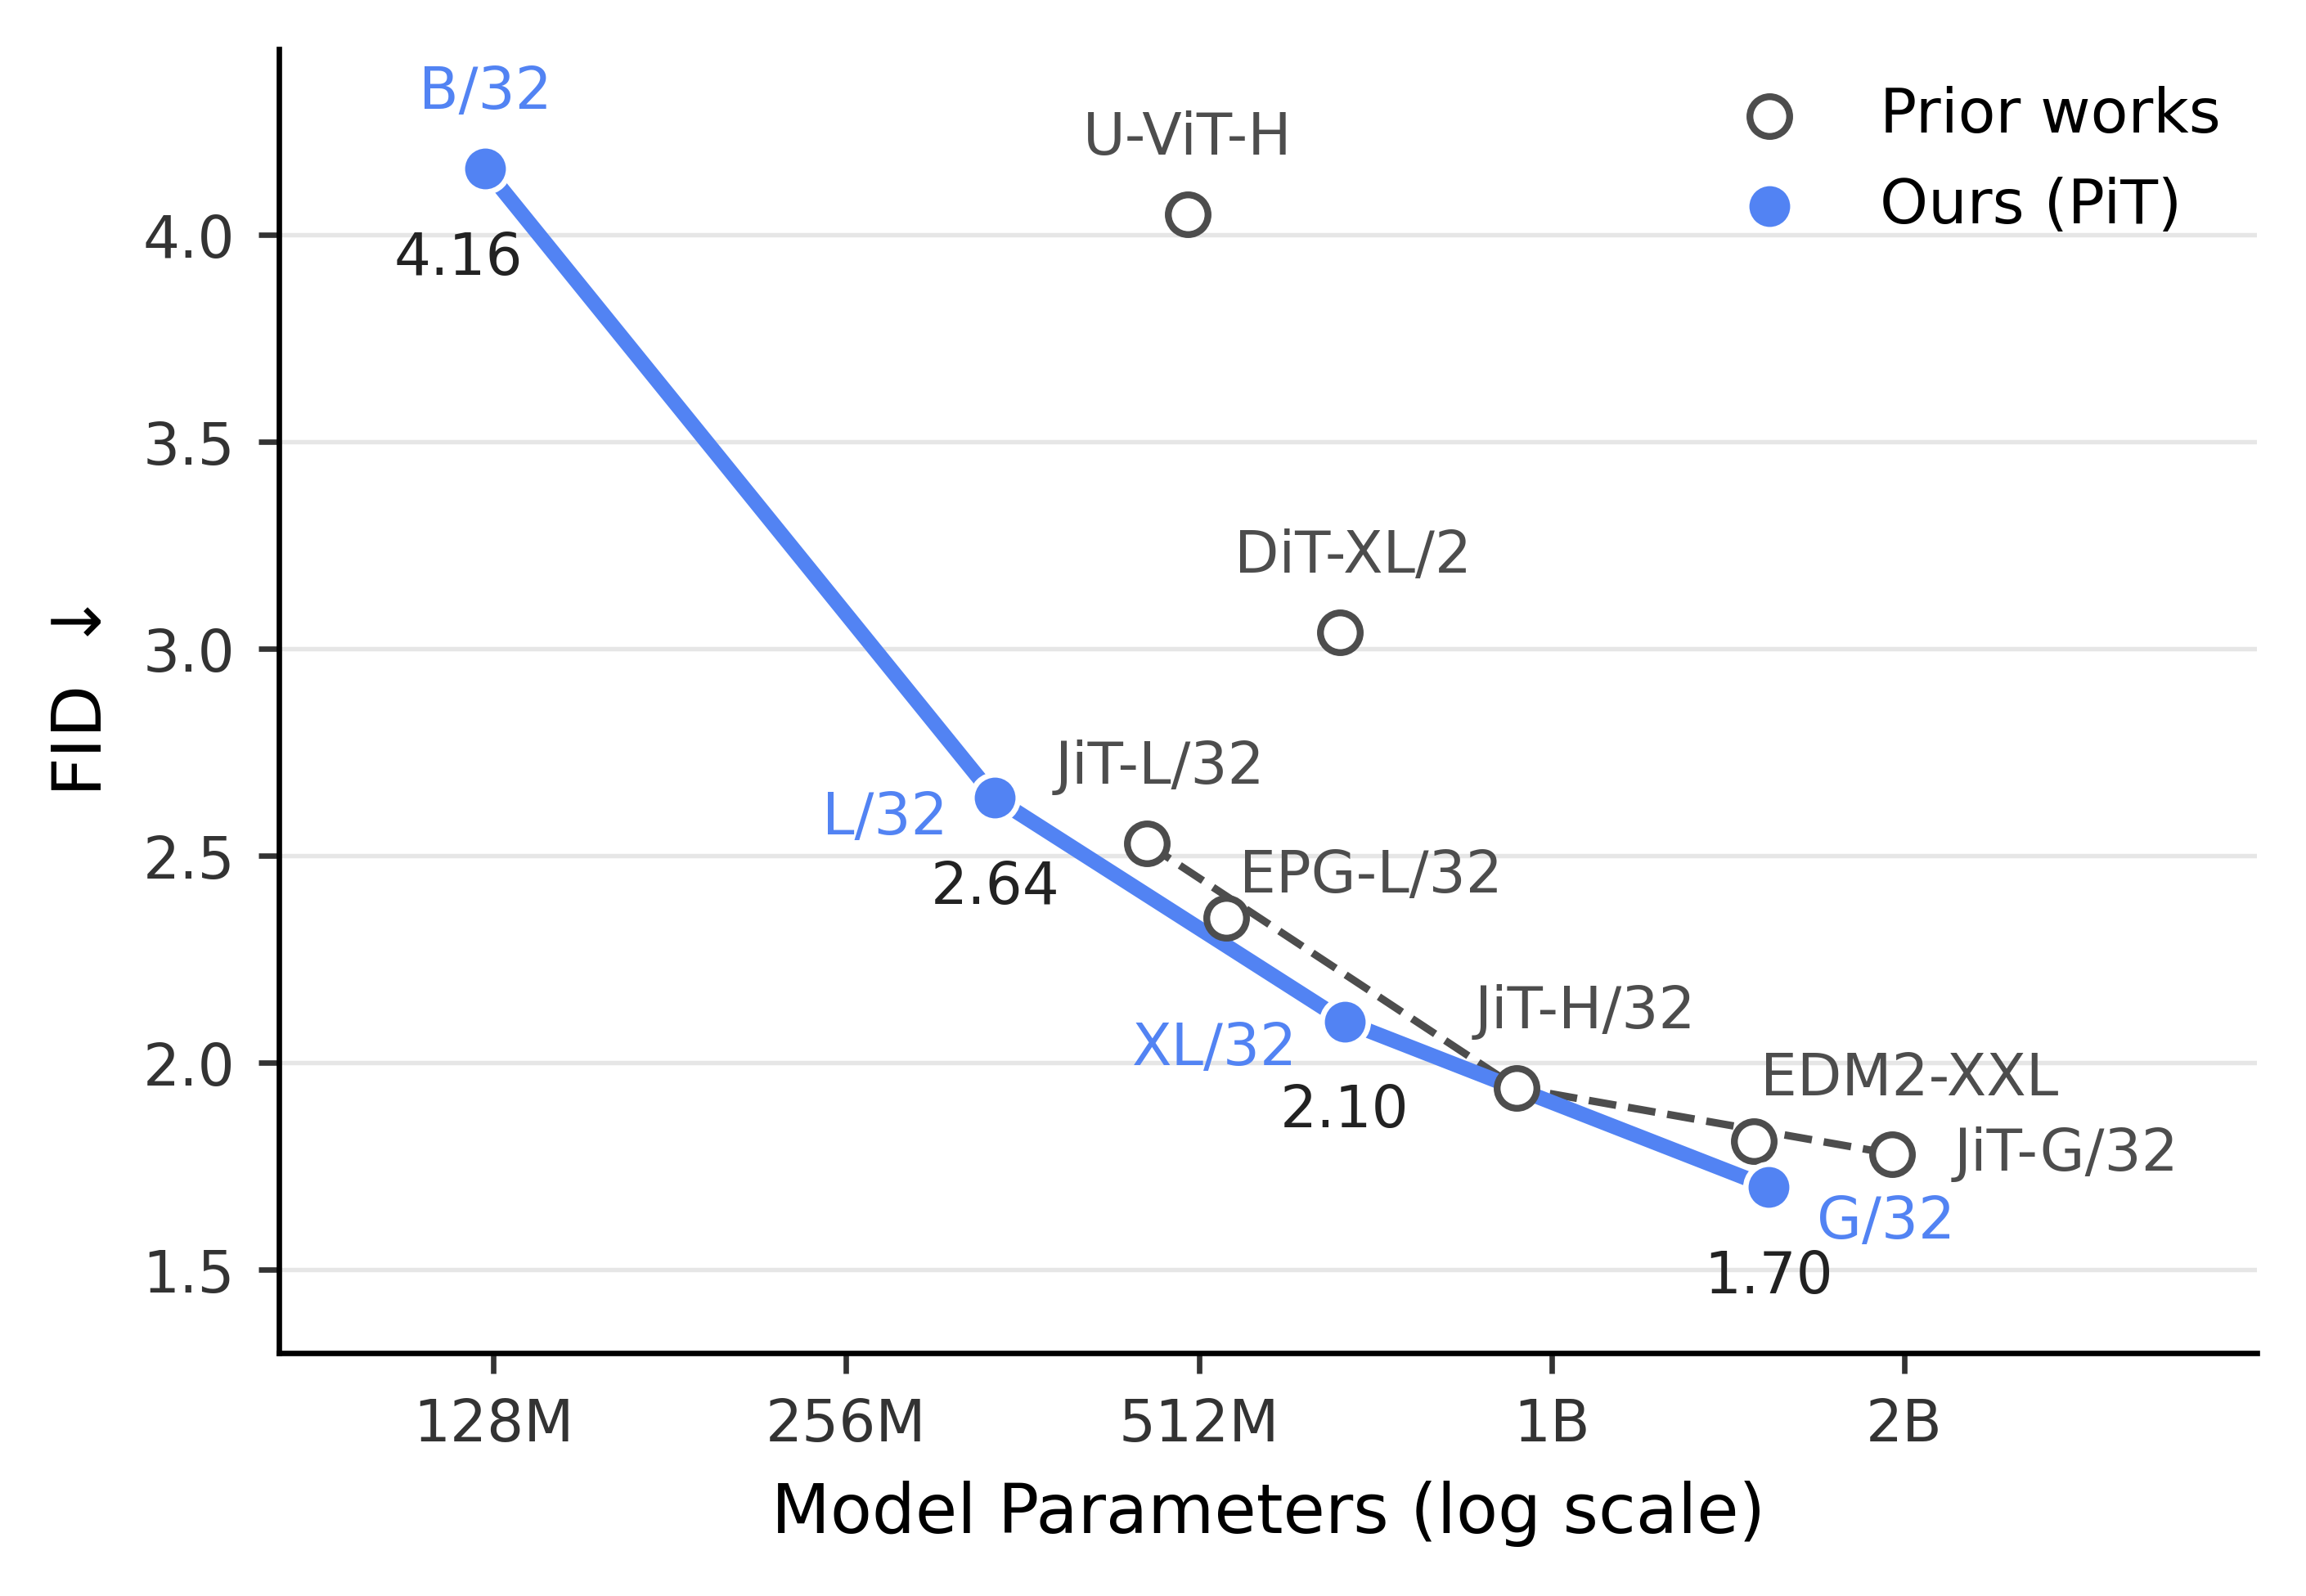 B/32
U-ViT-H
Prior works
Ours (PiT)
4.0
4.16
3.5
DiT-XL/2
FID ↓
3.0
JiT-L/32
L/32
2.5
2.64
EPG-L/32
JiT-H/32
2.0
XL/32
2.10
EDM2-XXL
JiT-G/32
G/32
1.5
1.70
128M
256M
512M
1B
2B
Model Parameters (log scale)